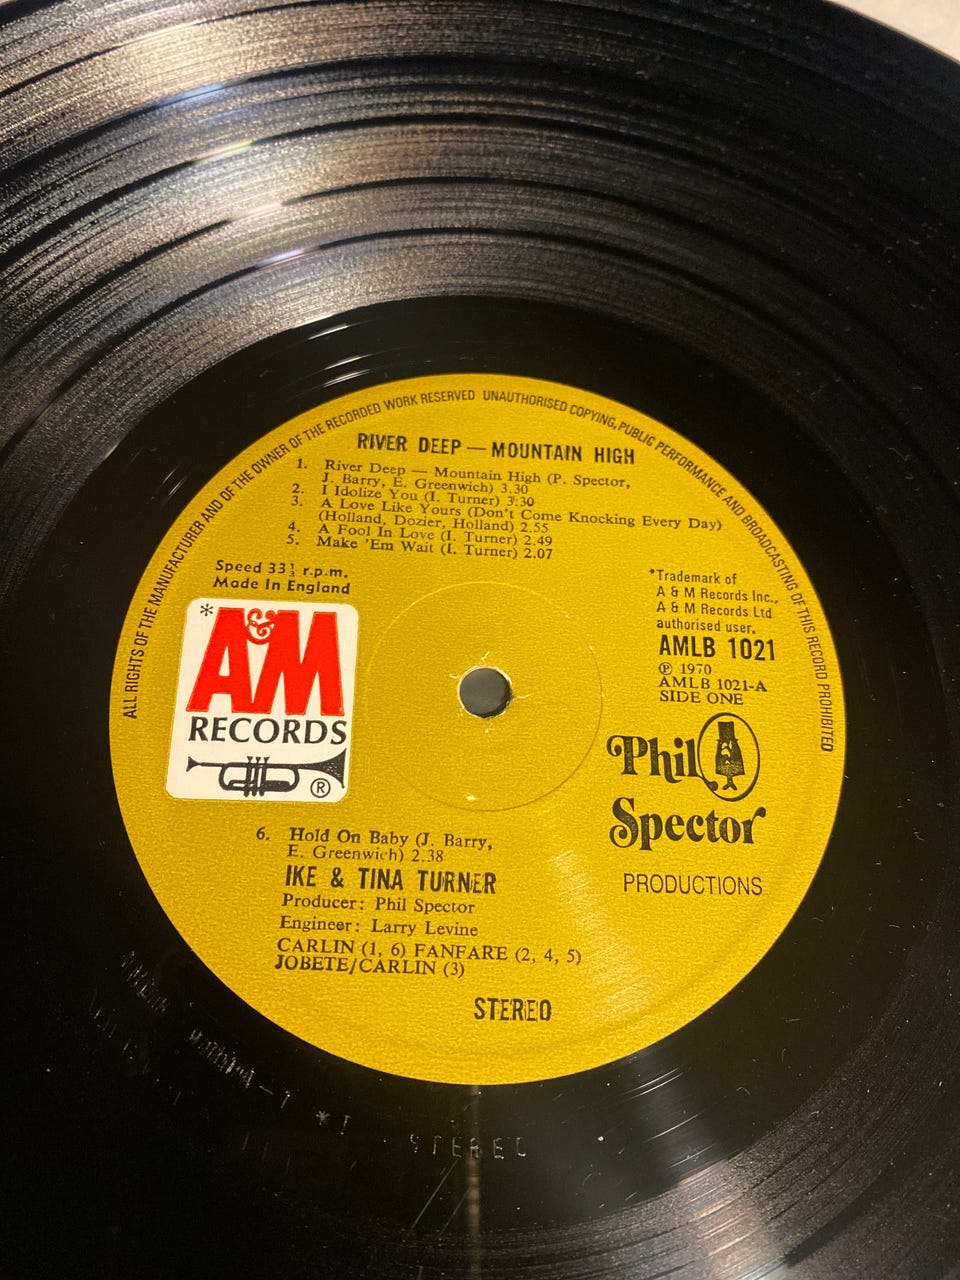 ALL RIGHTS OF THE MANUFACTURER AND OF THE OWNER OF THE RECORDED WORK RESERVED UNAUTHORISED COPYING, PUBLIC PERFORMANCE AND BROADCASTING OF THIS RECORD PROHIBITED
RIVER DEEP — MOUNTAIN HIGH
1. River Deep — Mountain High (P. Spector,
J. Barry, E. Greenwich) 3.30
2. I Idolize You (I. Turner) 3.30
3. A Love Like Yours (Don't Come Knocking Every Day)
(Holland, Dozier, Holland) 2.55
4. A Fool In Love (I. Turner) 2.49
5. Make 'Em Wait (I. Turner) 2.07
Speed 33⅓ r.p.m.
Made In England
*A&M
RECORDS
®
*Trademark of
A & M Records Inc.,
A & M Records Ltd
authorised user.
AMLB 1021
℗ 1970
AMLB 1021-A
SIDE ONE
Phil
Spector
PRODUCTIONS
6. Hold On Baby (J. Barry,
E. Greenwich) 2.38
IKE & TINA TURNER
Producer: Phil Spector
Engineer: Larry Levine
CARLIN (1, 6) FANFARE (2, 4, 5)
JOBETE/CARLIN (3)
STEREO
STEREO